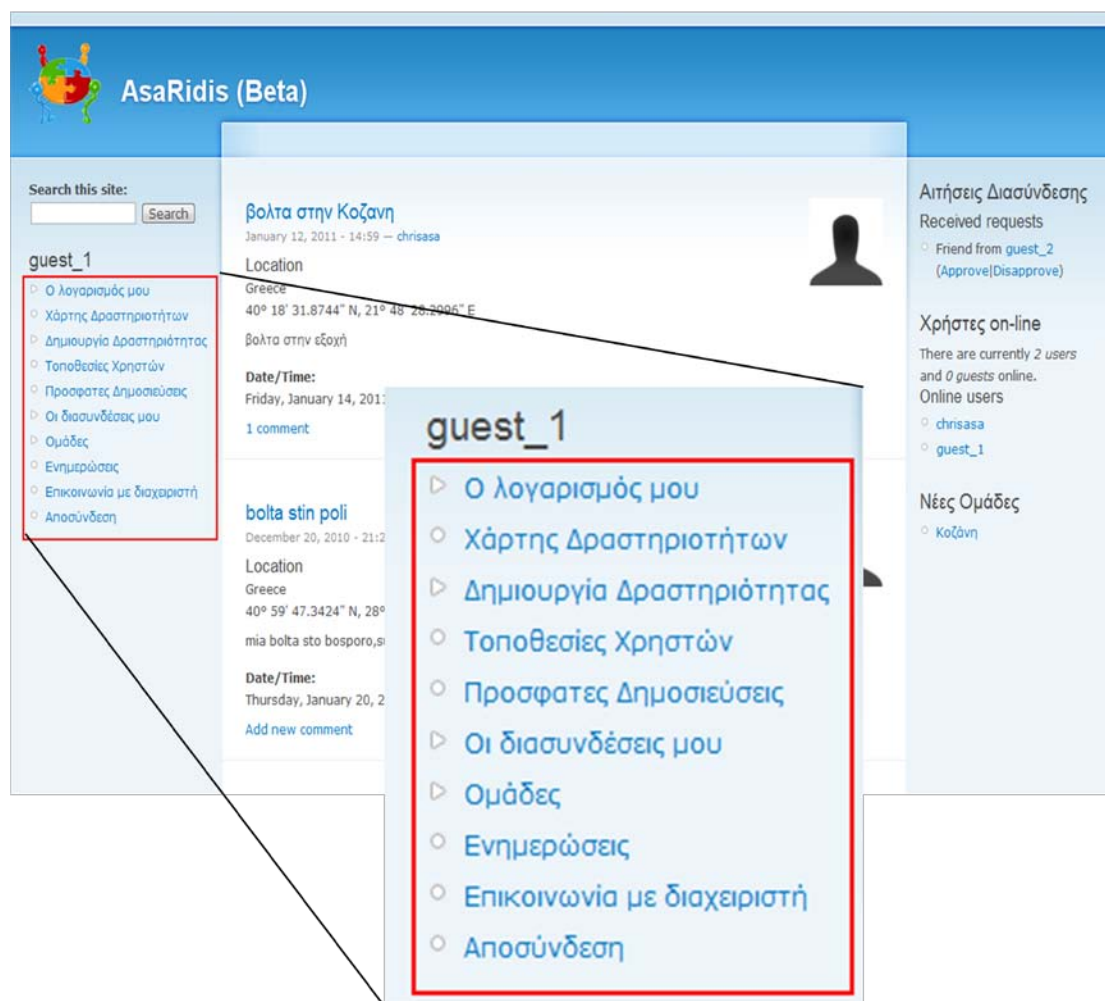 AsaRidis (Beta)
Search this site:
Search
guest_1
Ο λογαρισμός μου
Χάρτης Δραστηριοτήτων
Δημιουργία Δραστηριότητας
Τοποθεσίες Χρηστών
Προσφατες Δημοσιεύσεις
Οι διασυνδέσεις μου
Ομάδες
Ενημερώσεις
Επικοινωνία με διαχειριστή
Αποσύνδεση
βολτα στην Κοζανη
January 12, 2011 - 14:59 — chrisasa
Location
Greece
40° 18' 31.8744" N, 21° 48' 28.2996" E
βολτα στην εξοχή
Date/Time:
Friday, January 14, 2011
1 comment
bolta stin poli
December 20, 2010 - 21:2
Location
Greece
40° 59' 47.3424" N, 28°
mia bolta sto bosporo,
Date/Time:
Thursday, January 20, 2
Add new comment
guest_1
Ο λογαρισμός μου
Χάρτης Δραστηριοτήτων
Δημιουργία Δραστηριότητας
Τοποθεσίες Χρηστών
Προσφατες Δημοσιεύσεις
Οι διασυνδέσεις μου
Ομάδες
Ενημερώσεις
Επικοινωνία με διαχειριστή
Αποσύνδεση
Αιτήσεις Διασύνδεσης
Received requests
Friend from guest_2
(Approve|Disapprove)
Χρήστες on-line
There are currently 2 users
and 0 guests online.
Online users
chrisasa
guest_1
Νέες Ομάδες
Κοζάνη